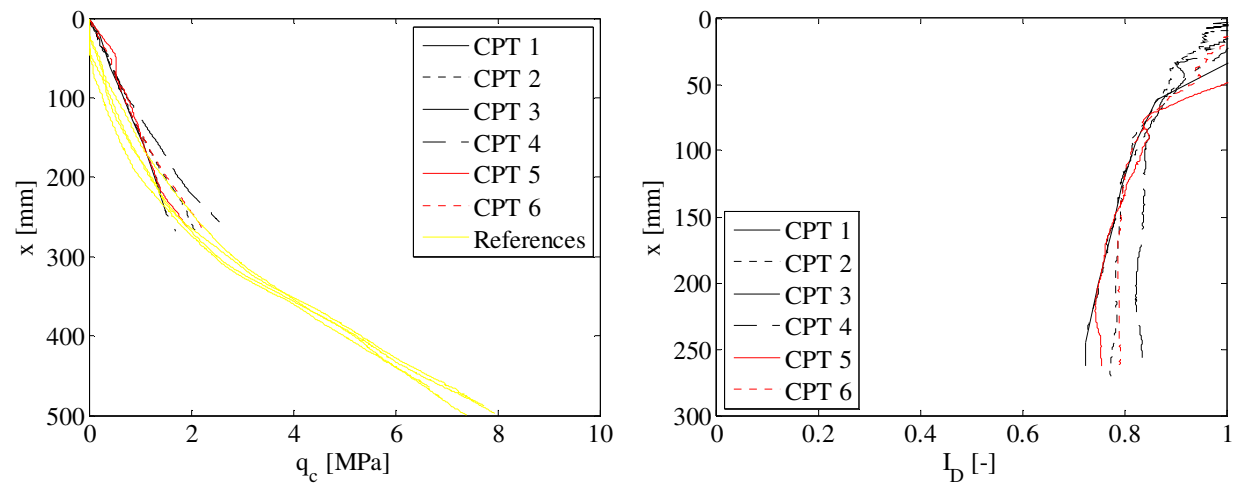 0
100
200
300
400
500
x [mm]
0
2
4
6
8
10
q_c [MPa]
CPT 1
CPT 2
CPT 3
CPT 4
CPT 5
CPT 6
References
0
50
100
150
200
250
300
x [mm]
0
0.2
0.4
0.6
0.8
1
I_D [-]
CPT 1
CPT 2
CPT 3
CPT 4
CPT 5
CPT 6